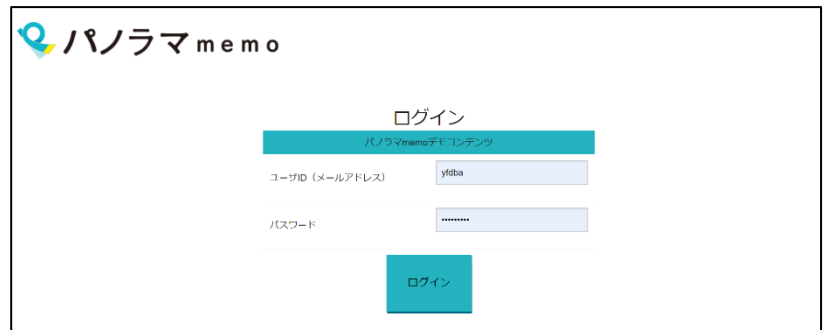 パノラマmemo
ログイン
パノラマmemoデモコンテンツ
ユーザID（メールアドレス）
yfdba
パスワード
•••••••••
ログイン